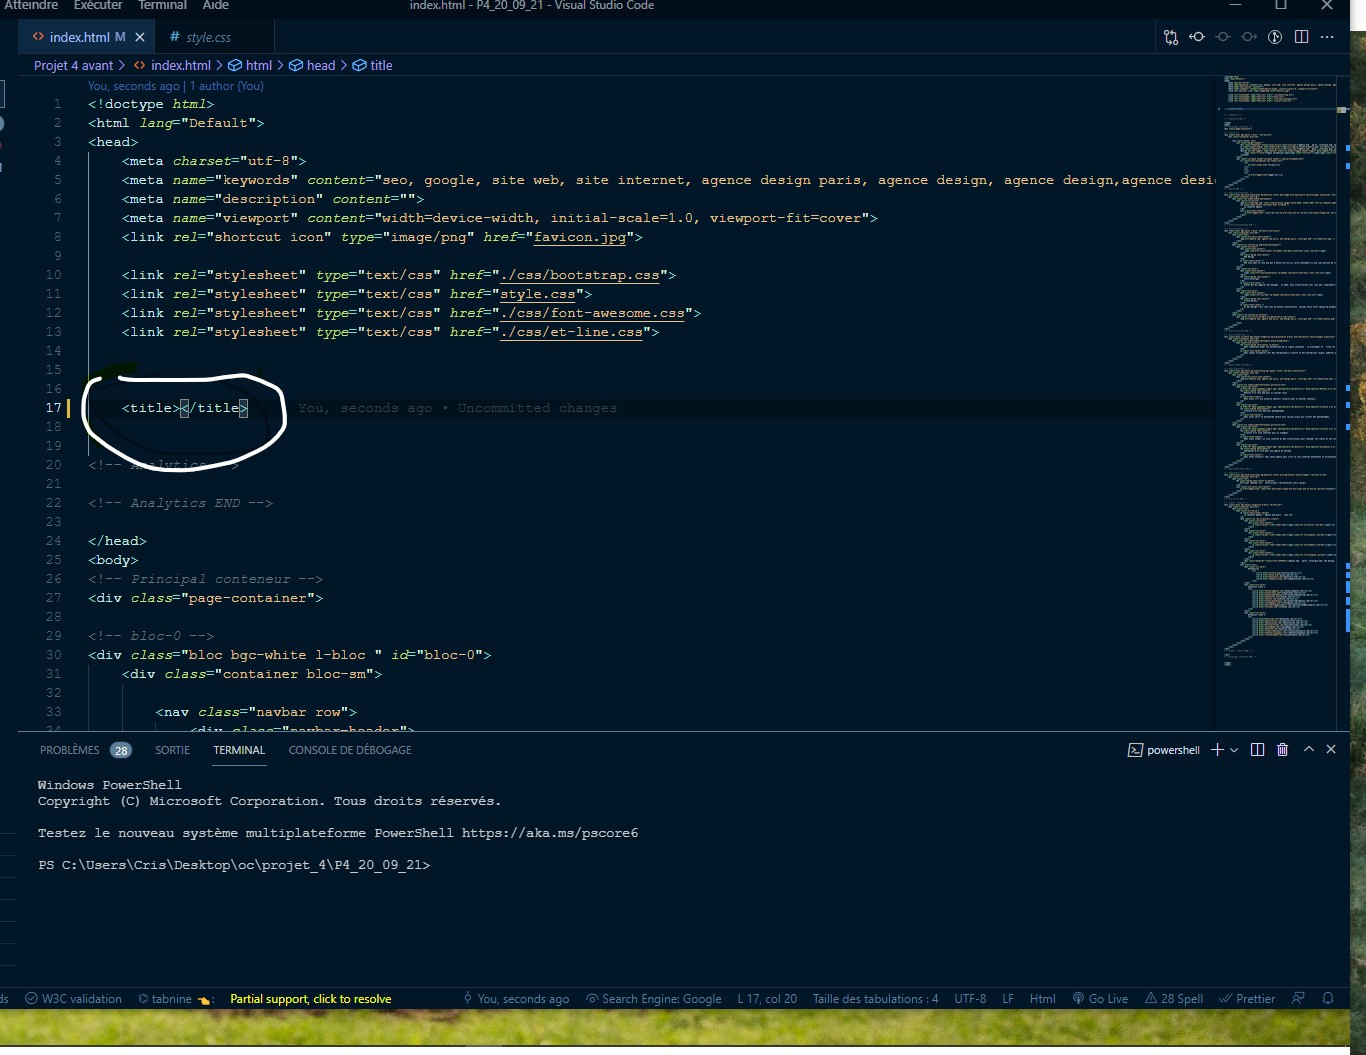 Atteindre Exécuter Terminal Aide index.html - P4_20_09_21 - Visual Studio Code
<> index.html M # style.css
Projet 4 avant > <> index.html > html > head > title
You, seconds ago | 1 author (You)
1 <!doctype html>
2 <html lang="Default">
3 <head>
4 <meta charset="utf-8">
5 <meta name="keywords" content="seo, google, site web, site internet, agence design paris, agence design, agence design,agence desi
6 <meta name="description" content="">
7 <meta name="viewport" content="width=device-width, initial-scale=1.0, viewport-fit=cover">
8 <link rel="shortcut icon" type="image/png" href="favicon.jpg">
9
10 <link rel="stylesheet" type="text/css" href="./css/bootstrap.css">
11 <link rel="stylesheet" type="text/css" href="style.css">
12 <link rel="stylesheet" type="text/css" href="./css/font-awesome.css">
13 <link rel="stylesheet" type="text/css" href="./css/et-line.css">
14
15
16
17 <title></title> You, seconds ago • Uncommitted changes
18
19
20 <!-- Analytics -->
21
22 <!-- Analytics END -->
23
24 </head>
25 <body>
26 <!-- Principal conteneur -->
27 <div class="page-container">
28
29 <!-- bloc-0 -->
30 <div class="bloc bgc-white l-bloc " id="bloc-0">
31 <div class="container bloc-sm">
32
33 <nav class="navbar row">
34 <div class="navbar-header">
PROBLÈMES 28 SORTIE TERMINAL CONSOLE DE DÉBOGAGE powershell
Windows PowerShell
Copyright (C) Microsoft Corporation. Tous droits réservés.
Testez le nouveau système multiplateforme PowerShell https://aka.ms/pscore6
PS C:\Users\Cris\Desktop\oc\projet_4\P4_20_09_21>
ds W3C validation tabnine : Partial support, click to resolve You, seconds ago Search Engine: Google L 17, col 20 Taille des tabulations : 4 UTF-8 LF Html Go Live 28 Spell Prettier